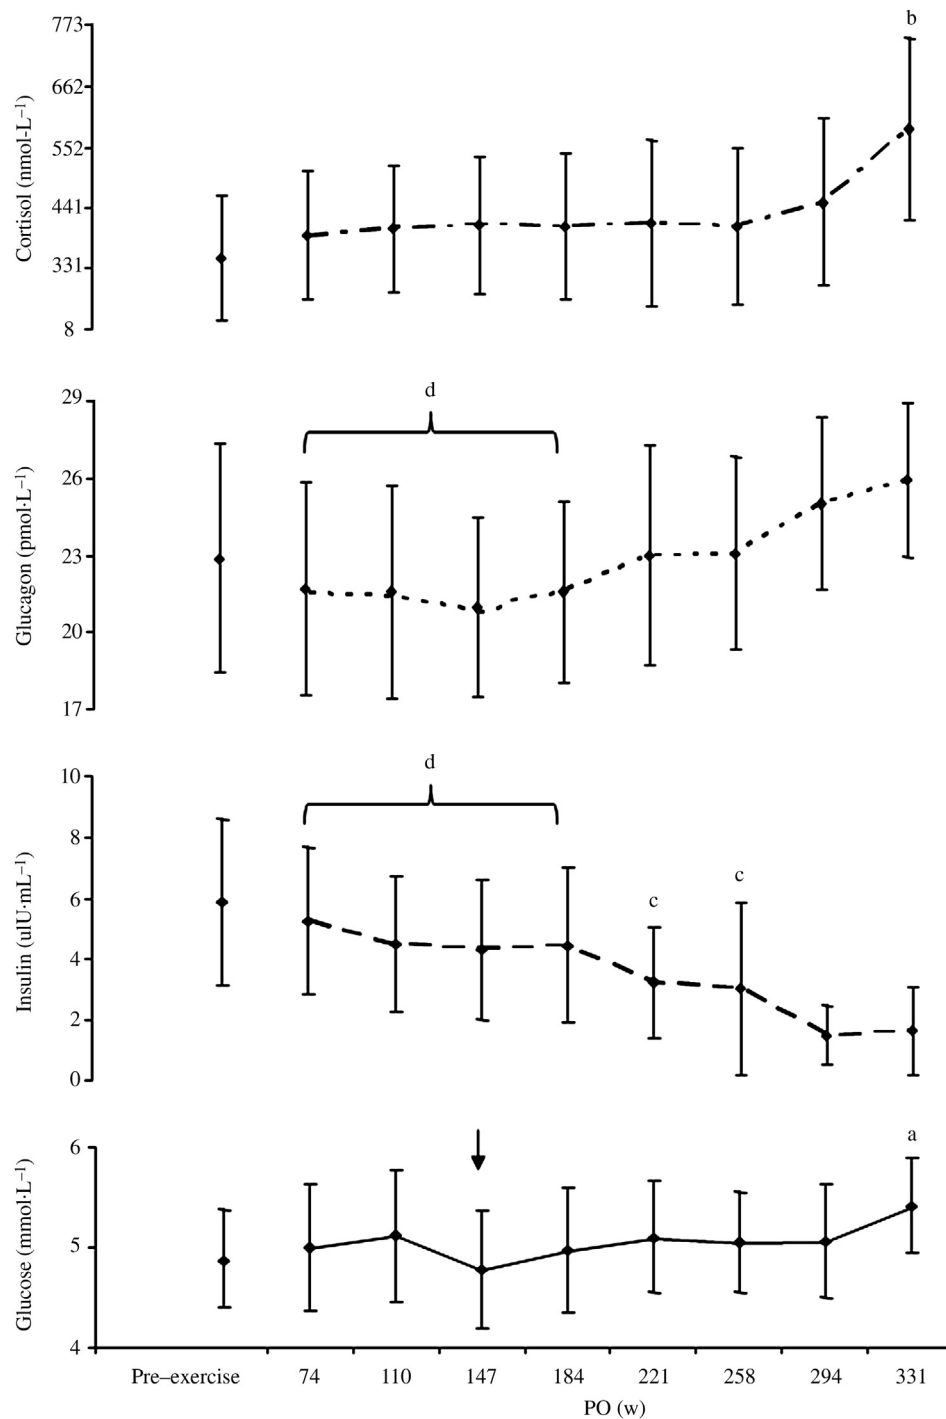 b
773
662
552
441
331
8
Cortisol (nmol-L⁻¹)
d
29
26
23
20
17
Glucagon (pmol·L⁻¹)
d
c
c
10
8
6
4
2
0
Insulin (uIU·mL⁻¹)
a
6
5
4
Glucose (mmol·L⁻¹)
Pre–exercise 74 110 147 184 221 258 294 331
PO (w)